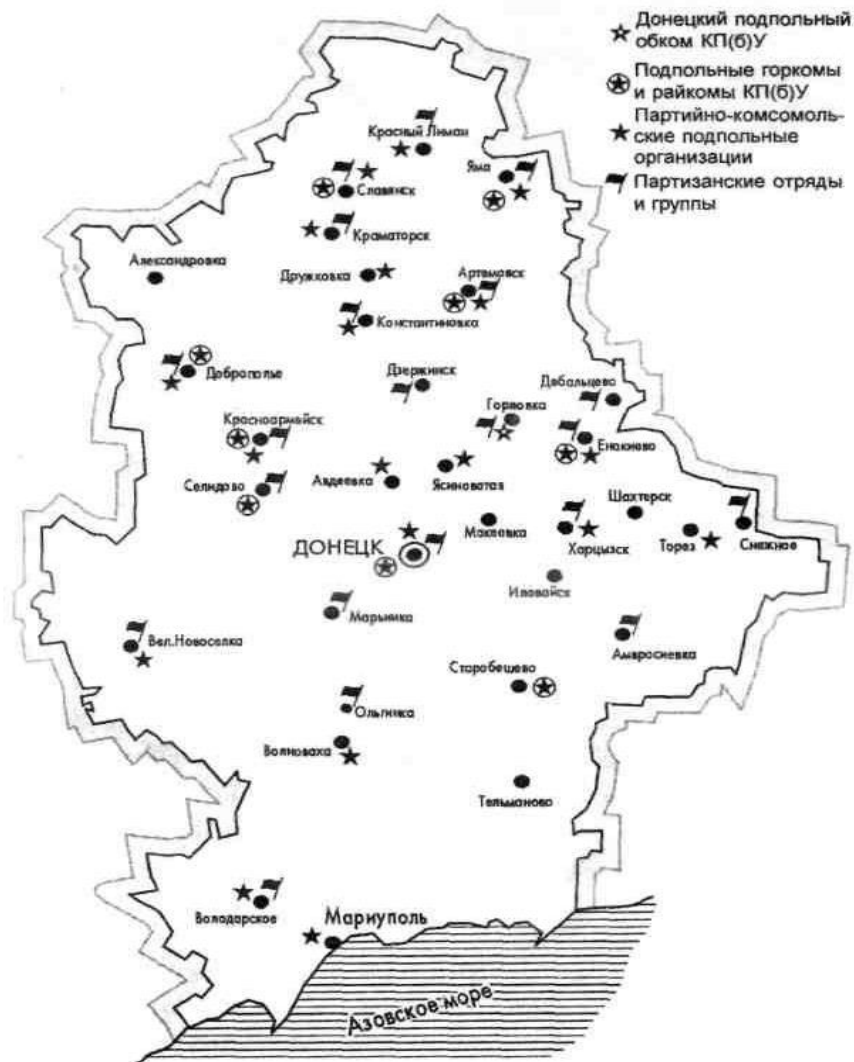 Донецкий подпольный
обком КП(б)У
Подпольные горкомы
и райкомы КП(б)У
Партийно-комсомоль-
ские подпольные
организации
Партизанские отряды
и группы
Красный Лиман
Яма
Славянск
Краматорск
Александровка
Дружковка
Артемовск
Константиновка
Доброполье
Дзержинск
Дебальцево
Горловка
Красноармейск
Енакиево
Селидово
Авдеевка
Ясиноватая
Шахтерск
Макеевка
ДОНЕЦК
Харцызск
Торез
Снежное
Иловайск
Марьинка
Вел.Новоселка
Амвросиевка
Старобешево
Ольгинка
Волноваха
Тельманово
Володарское
Мариуполь
Азовское море